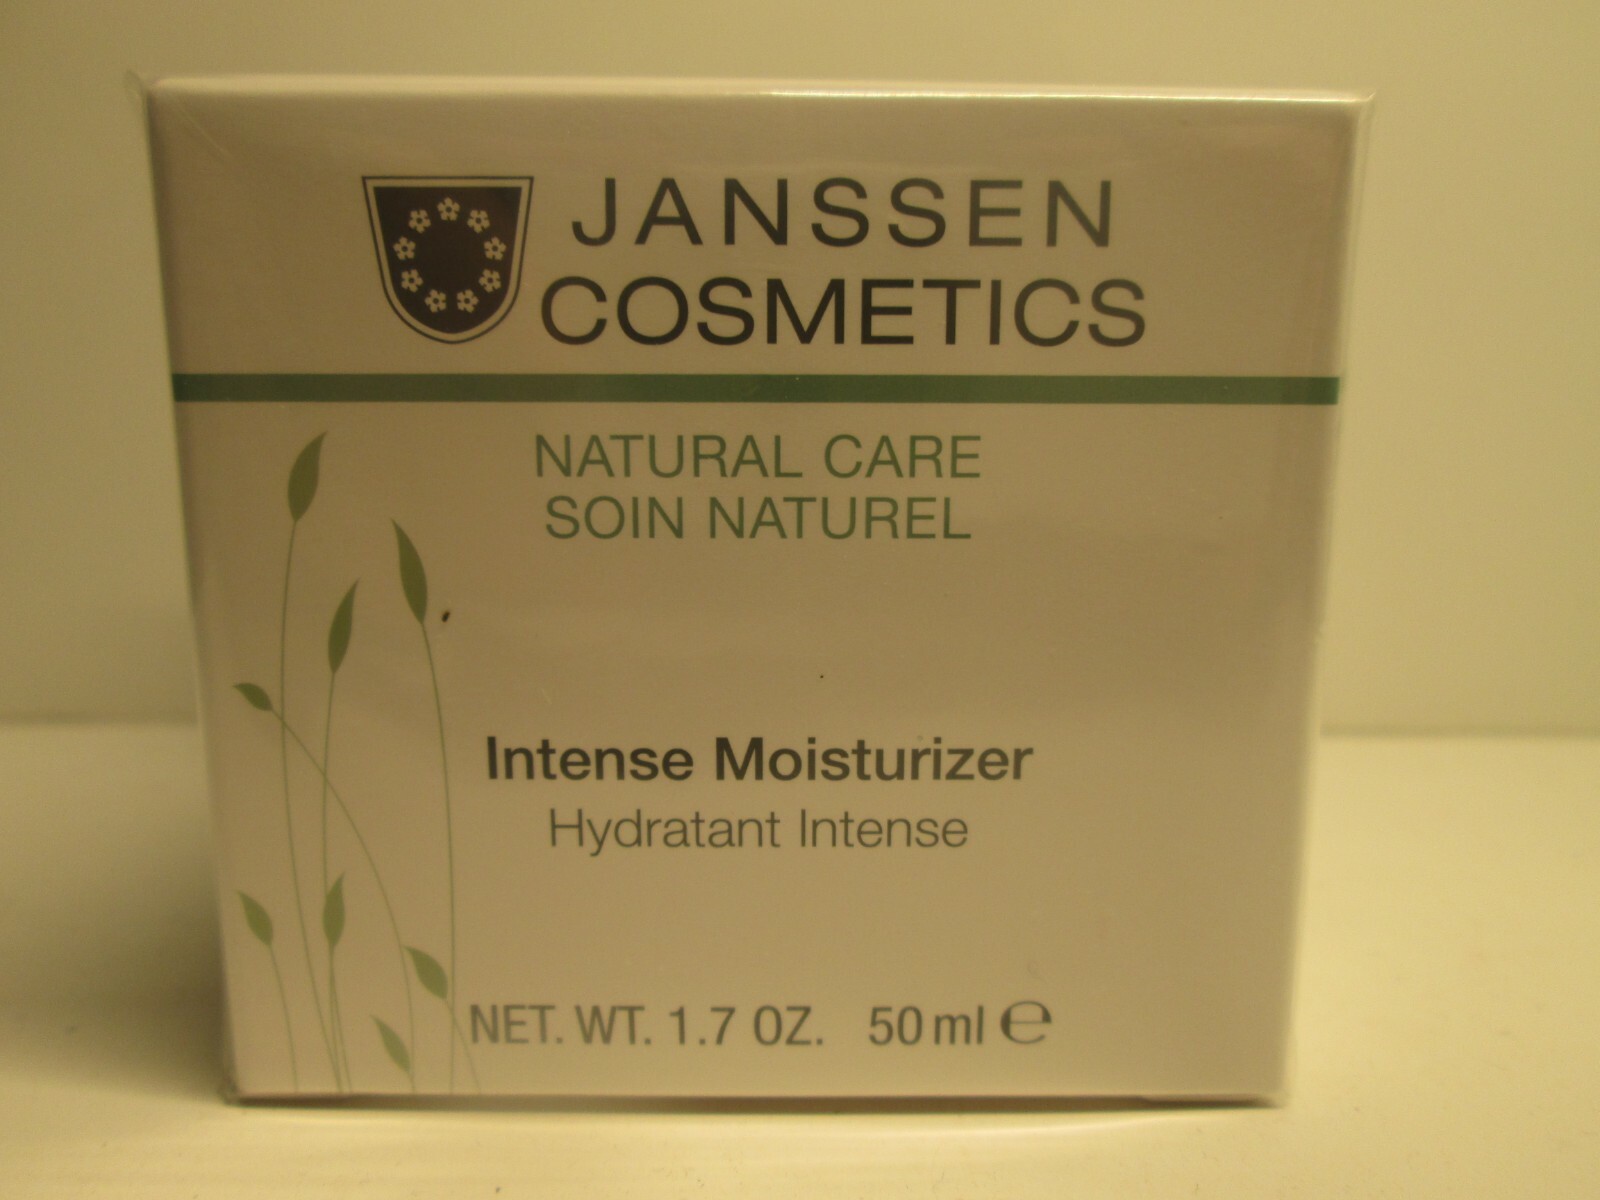 JANSSEN
COSMETICS
NATURAL CARE
SOIN NATUREL
Intense Moisturizer
Hydratant Intense
NET. WT. 1.7 OZ. 50 ml ℮